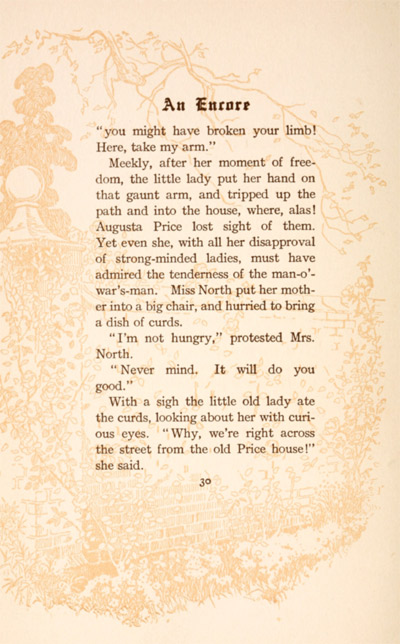 An Encore
"you might have broken your limb!
Here, take my arm."
Meekly, after her moment of free-
dom, the little lady put her hand on
that gaunt arm, and tripped up the
path and into the house, where, alas!
Augusta Price lost sight of them.
Yet even she, with all her disapproval
of strong-minded ladies, must have
admired the tenderness of the man-o'-
war's-man. Miss North put her moth-
er into a big chair, and hurried to bring
a dish of curds.
"I'm not hungry," protested Mrs.
North.
"Never mind. It will do you
good."
With a sigh the little old lady ate
the curds, looking about her with curi-
ous eyes. "Why, we're right across
the street from the old Price house!"
she said.
30